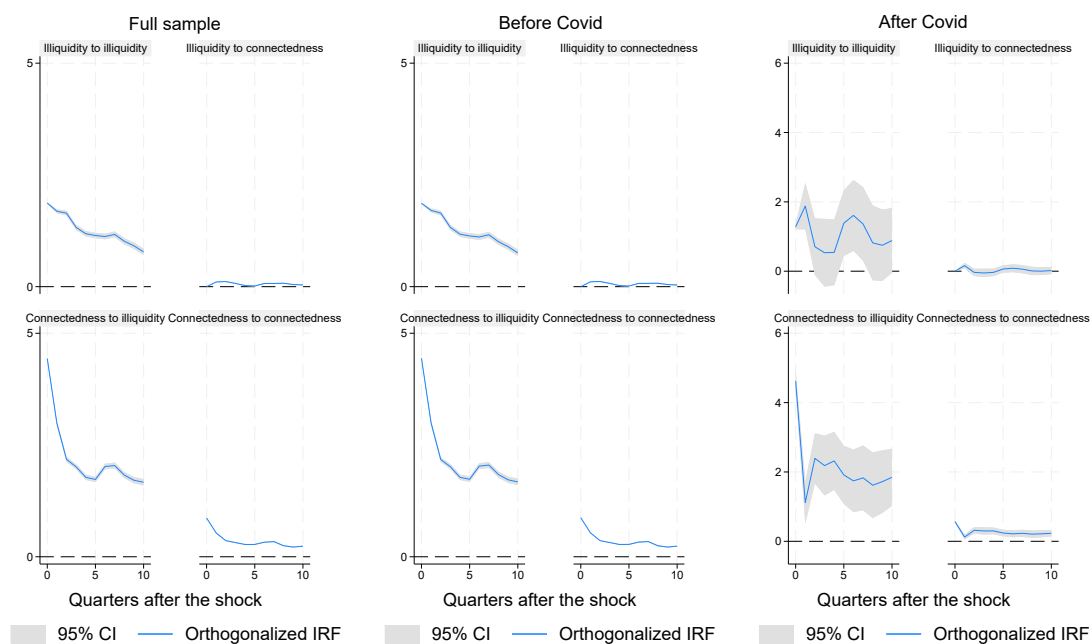 Full sample
Before Covid
After Covid
Illiquidity to illiquidity
Illiquidity to connectedness
Illiquidity to illiquidity
Illiquidity to connectedness
Illiquidity to illiquidity
Illiquidity to connectedness
5
0
5
0
6
4
2
0
Connectedness to illiquidity
Connectedness to connectedness
Connectedness to illiquidity
Connectedness to connectedness
Connectedness to illiquidity
Connectedness to connectedness
5
0
5
0
6
4
2
0
0 5 10 0 5 10
0 5 10 0 5 10
0 5 10 0 5 10
Quarters after the shock
Quarters after the shock
Quarters after the shock
95% CI Orthogonalized IRF
95% CI Orthogonalized IRF
95% CI Orthogonalized IRF